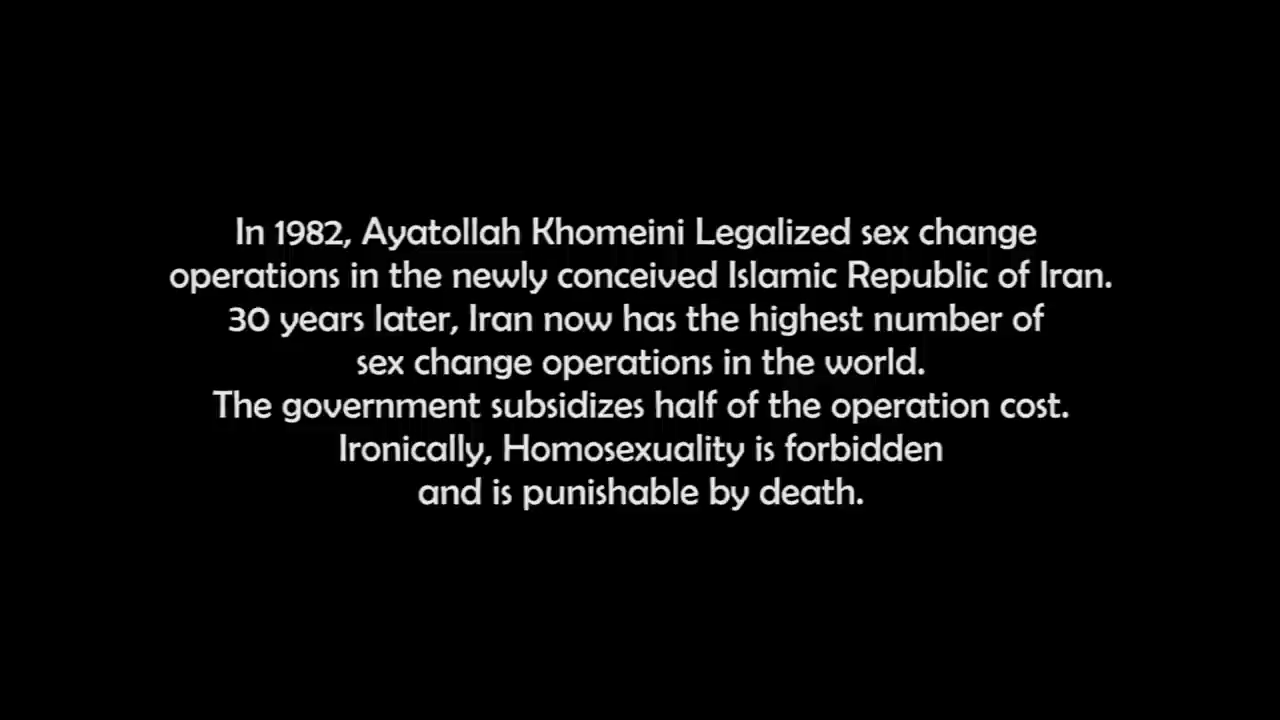 In 1982, Ayatollah Khomeini Legalized sex change
operations in the newly conceived Islamic Republic of Iran.
30 years later, Iran now has the highest number of
sex change operations in the world.
The government subsidizes half of the operation cost.
Ironically, Homosexuality is forbidden
and is punishable by death.